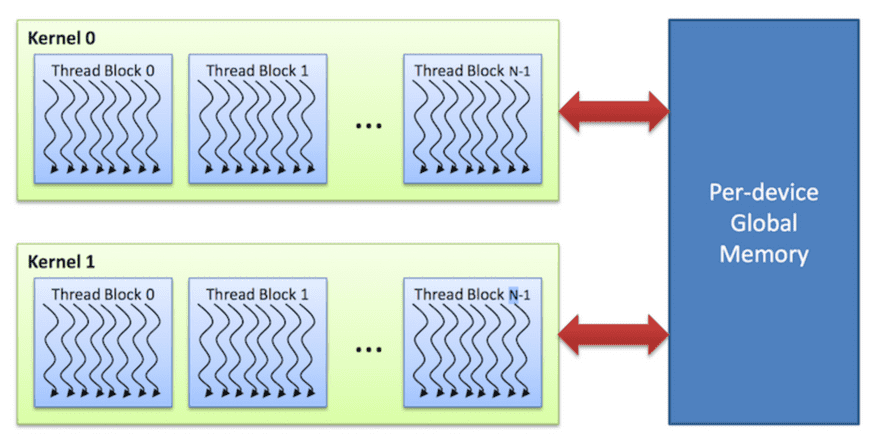 Kernel 0
Thread Block 0
Thread Block 1
...
Thread Block N-1
Kernel 1
Thread Block 0
Thread Block 1
...
Thread Block N-1
Per-device
Global
Memory